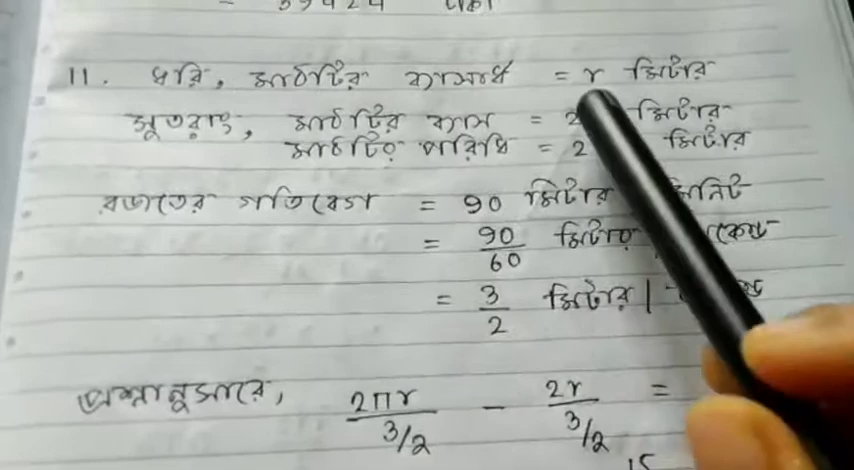 = 59424 টাকা
11. ধরি, মাঠটির ব্যাসার্ধ = r মিটার
সুতরাং, মাঠটির ব্যাস = 2 মিটার
মাঠটির পরিধি = 2 মিটার
রজতের গতিবেগ = 90 মিটার মিনিট
= 90/60 মিটার
= 3/2 মিটার |
প্রশ্নানুসারে, 2πr / 3/2 - 2r / 3/2 =